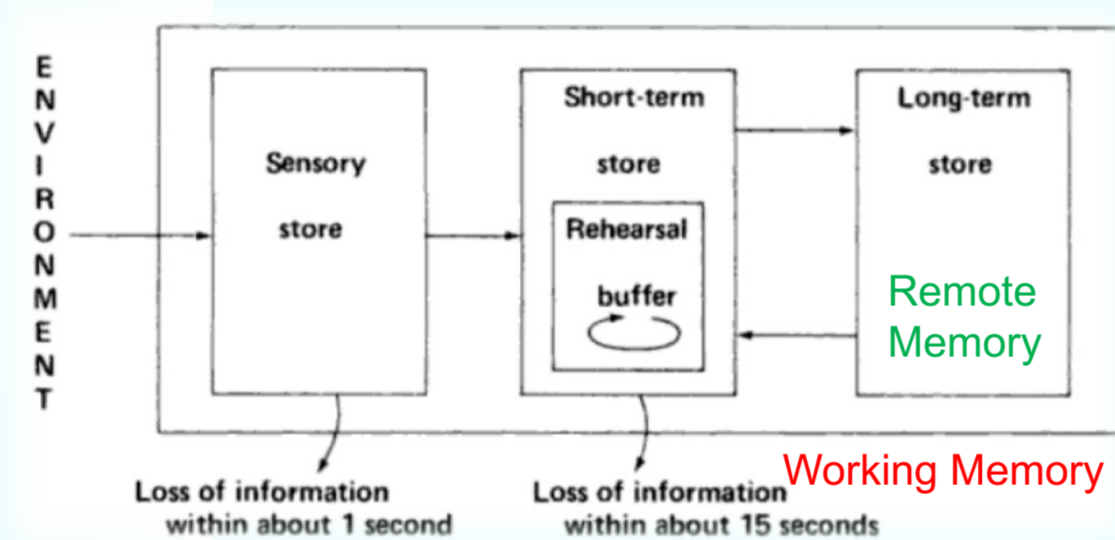 ENVIRONMENT
Sensory
store
Short-term
store
Rehearsal
buffer
Long-term
store
Remote
Memory
Loss of information
within about 1 second
Loss of information
within about 15 seconds
Working Memory